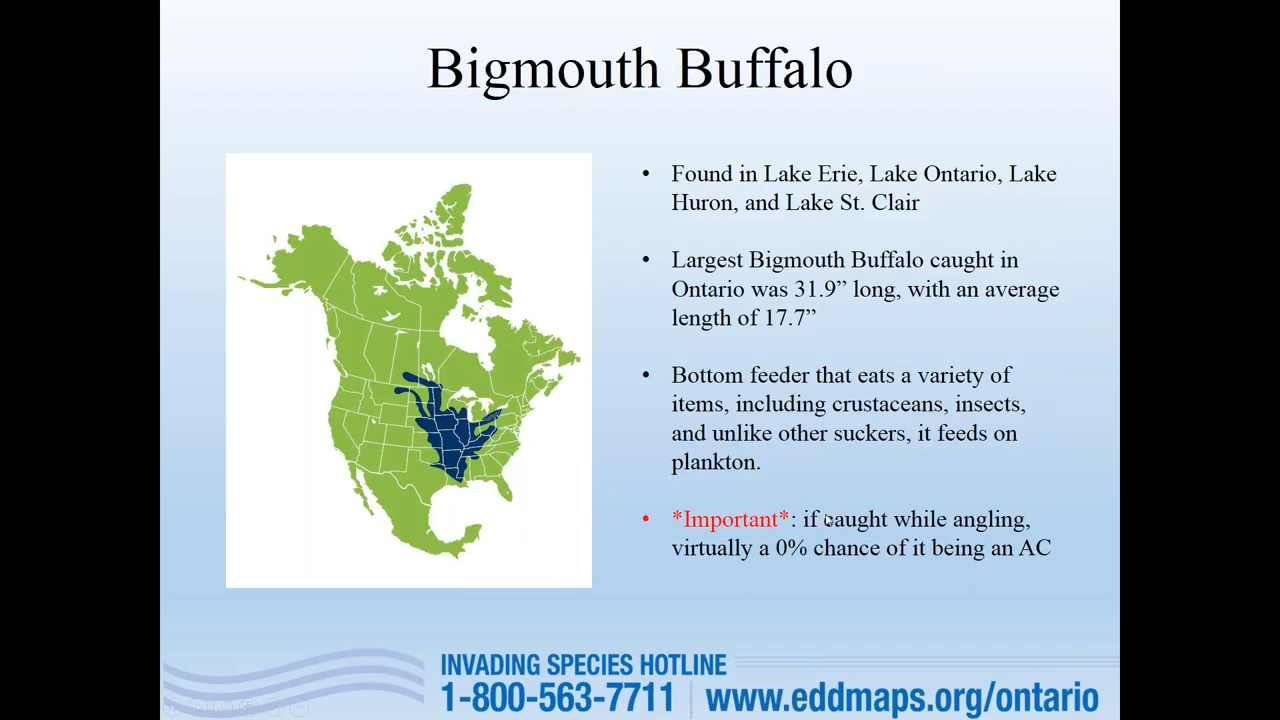 Bigmouth Buffalo
• Found in Lake Erie, Lake Ontario, Lake
Huron, and Lake St. Clair
• Largest Bigmouth Buffalo caught in
Ontario was 31.9” long, with an average
length of 17.7”
• Bottom feeder that eats a variety of
items, including crustaceans, insects,
and unlike other suckers, it feeds on
plankton.
• *Important*: if caught while angling,
virtually a 0% chance of it being an AC
INVADING SPECIES HOTLINE
1-800-563-7711 | www.eddmaps.org/ontario